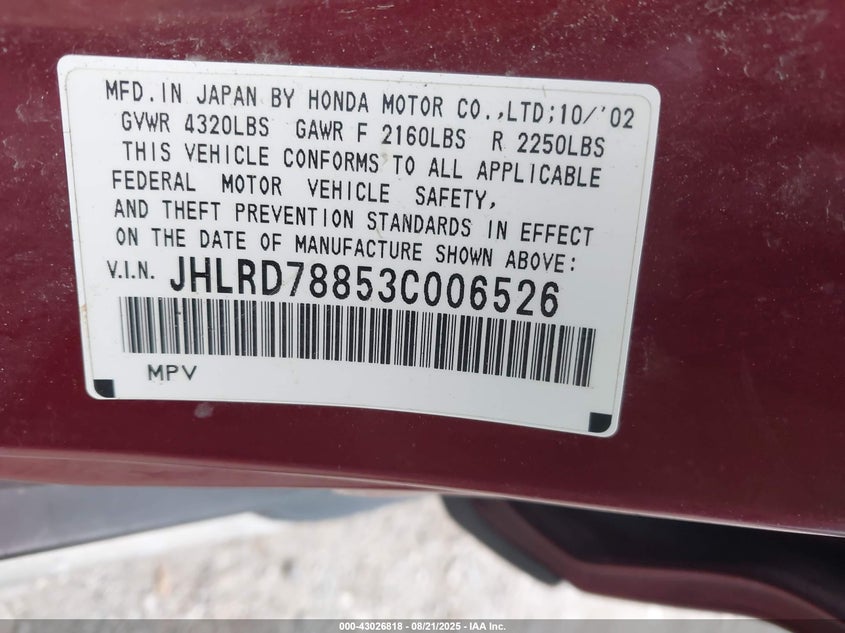 MFD. IN JAPAN BY HONDA MOTOR CO.,LTD;10/'02
GVWR 4320LBS GAWR F 2160LBS R 2250LBS
THIS VEHICLE CONFORMS TO ALL APPLICABLE
FEDERAL MOTOR VEHICLE SAFETY,
AND THEFT PREVENTION STANDARDS IN EFFECT
ON THE DATE OF MANUFACTURE SHOWN ABOVE:
V.I.N. JHLRD78853C006526
MPV
000-43026818 - 08/21/2025 - IAA Inc.